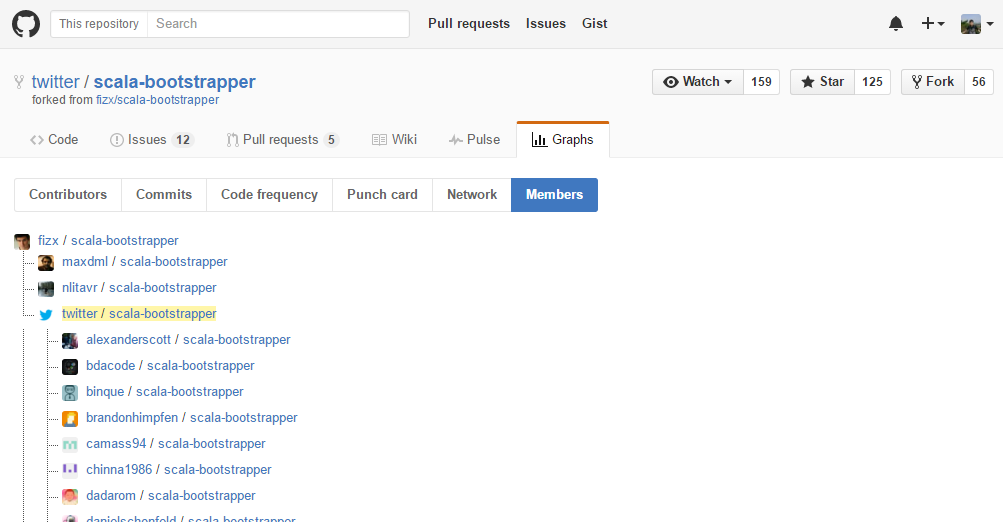 This repository Search Pull requests Issues Gist
twitter / scala-bootstrapper Watch 159 Star 125 Fork 56
forked from fizx/scala-bootstrapper
Code Issues 12 Pull requests 5 Wiki Pulse Graphs
Contributors Commits Code frequency Punch card Network Members
fizx / scala-bootstrapper
maxdml / scala-bootstrapper
nlitavr / scala-bootstrapper
twitter / scala-bootstrapper
alexanderscott / scala-bootstrapper
bdacode / scala-bootstrapper
binque / scala-bootstrapper
brandonhimpfen / scala-bootstrapper
camass94 / scala-bootstrapper
chinna1986 / scala-bootstrapper
dadarom / scala-bootstrapper
danielschenfeld / scala-bootstrapper